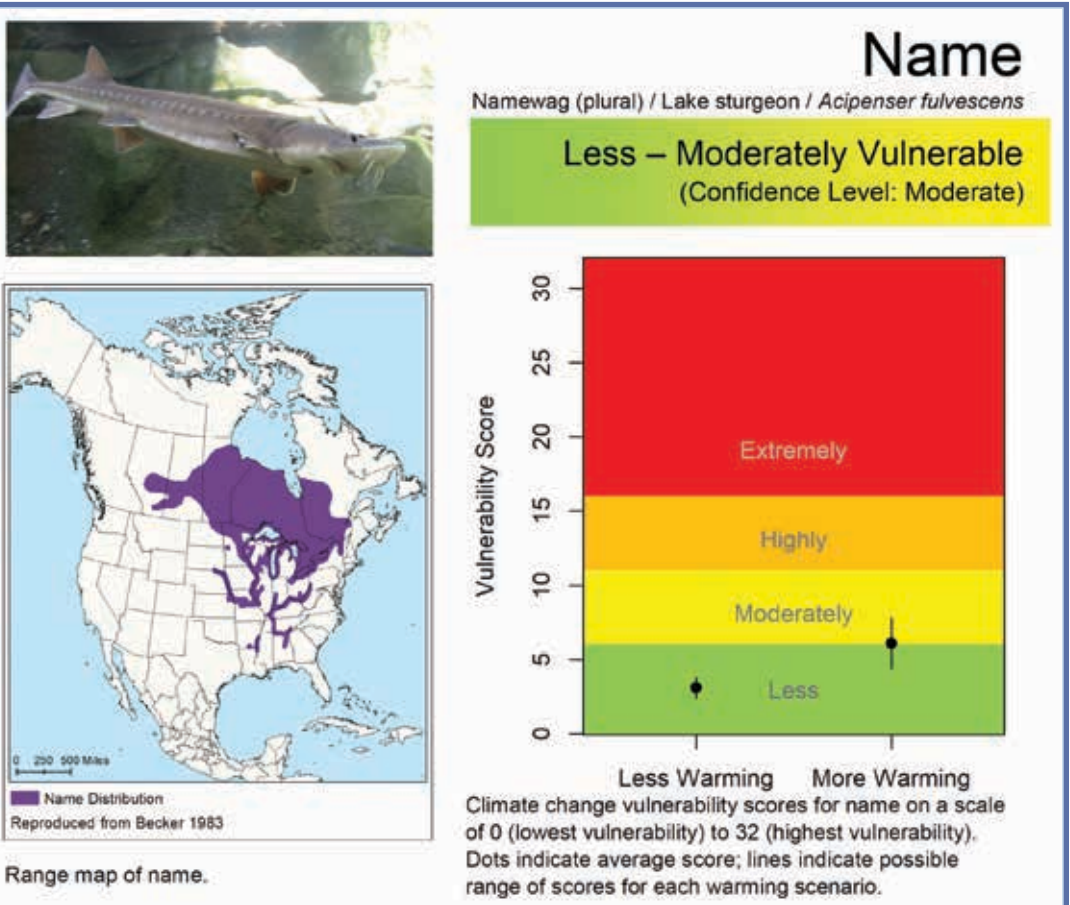 Name
Namewag (plural) / Lake sturgeon / Acipenser fulvescens
Less – Moderately Vulnerable
(Confidence Level: Moderate)
0 250 500 Miles
Name Distribution
Reproduced from Becker 1983
Range map of name.
Vulnerability Score
30
25
20
15
10
5
0
Extremely
Highly
Moderately
Less
Less Warming More Warming
Climate change vulnerability scores for name on a scale
of 0 (lowest vulnerability) to 32 (highest vulnerability).
Dots indicate average score; lines indicate possible
range of scores for each warming scenario.